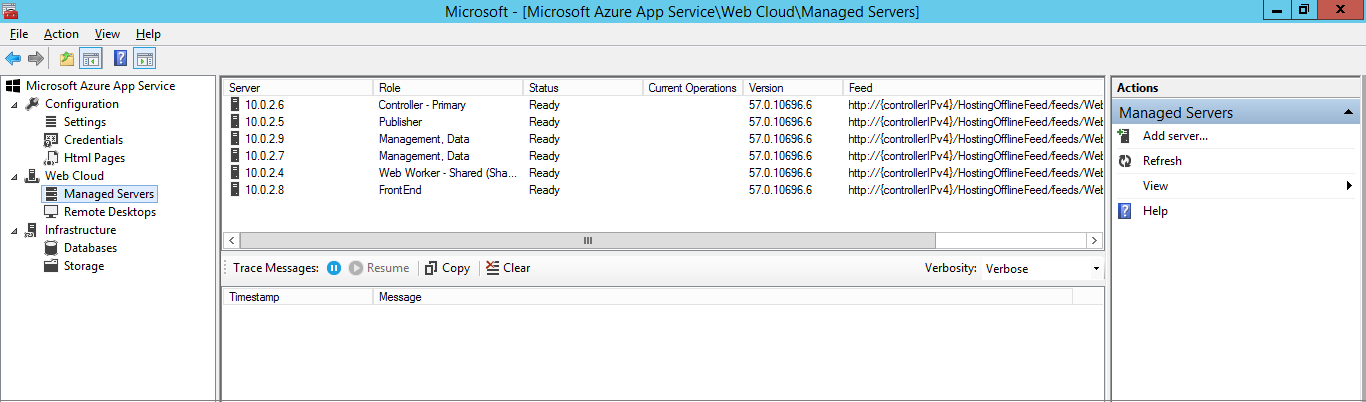 Microsoft - [Microsoft Azure App Service\Web Cloud\Managed Servers]
File Action View Help
Microsoft Azure App Service
Configuration
Settings
Credentials
Html Pages
Web Cloud
Managed Servers
Remote Desktops
Infrastructure
Databases
Storage
Server Role Status Current Operations Version Feed
10.0.2.6 Controller - Primary Ready 57.0.10696.6 http://{controllerIPv4}/HostingOfflineFeed/feeds/Web
10.0.2.5 Publisher Ready 57.0.10696.6 http://{controllerIPv4}/HostingOfflineFeed/feeds/Web
10.0.2.9 Management, Data Ready 57.0.10696.6 http://{controllerIPv4}/HostingOfflineFeed/feeds/Web
10.0.2.7 Management, Data Ready 57.0.10696.6 http://{controllerIPv4}/HostingOfflineFeed/feeds/Web
10.0.2.4 Web Worker - Shared (Sha... Ready 57.0.10696.6 http://{controllerIPv4}/HostingOfflineFeed/feeds/Web
10.0.2.8 FrontEnd Ready 57.0.10696.6 http://{controllerIPv4}/HostingOfflineFeed/feeds/Web
Trace Messages: Resume Copy Clear Verbosity: Verbose
Timestamp Message
Actions
Managed Servers
Add server...
Refresh
View
Help